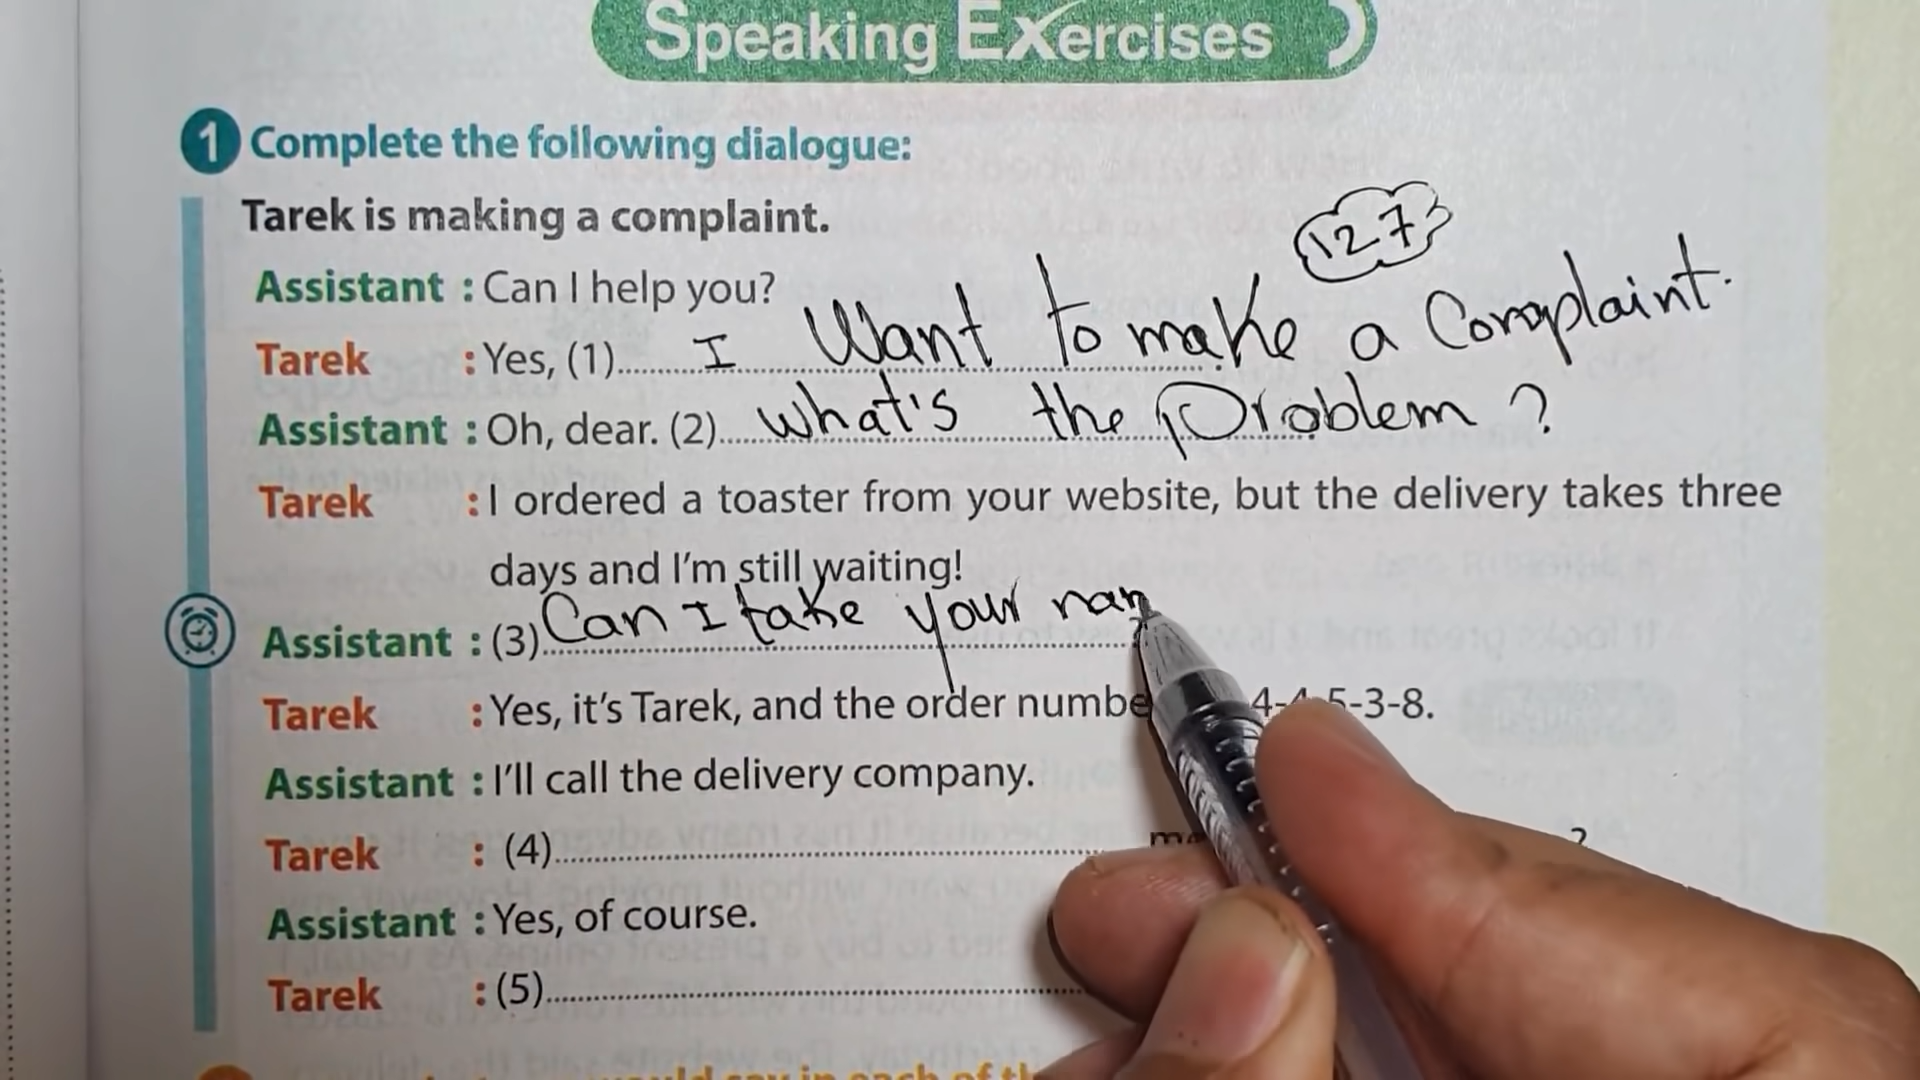 Speaking Exercises
1 Complete the following dialogue:
Tarek is making a complaint.
127
Assistant : Can I help you?
Tarek : Yes, (1)........ I Want to make a Complaint.
Assistant : Oh, dear. (2)..... what's the Problem ?
Tarek : I ordered a toaster from your website, but the delivery takes three
days and I'm still waiting!
Assistant : (3) Can I take your nam
Tarek : Yes, it's Tarek, and the order numbe 4-4-5-3-8.
Assistant : I'll call the delivery company.
Tarek : (4)........ ?
Assistant : Yes, of course.
Tarek : (5)........